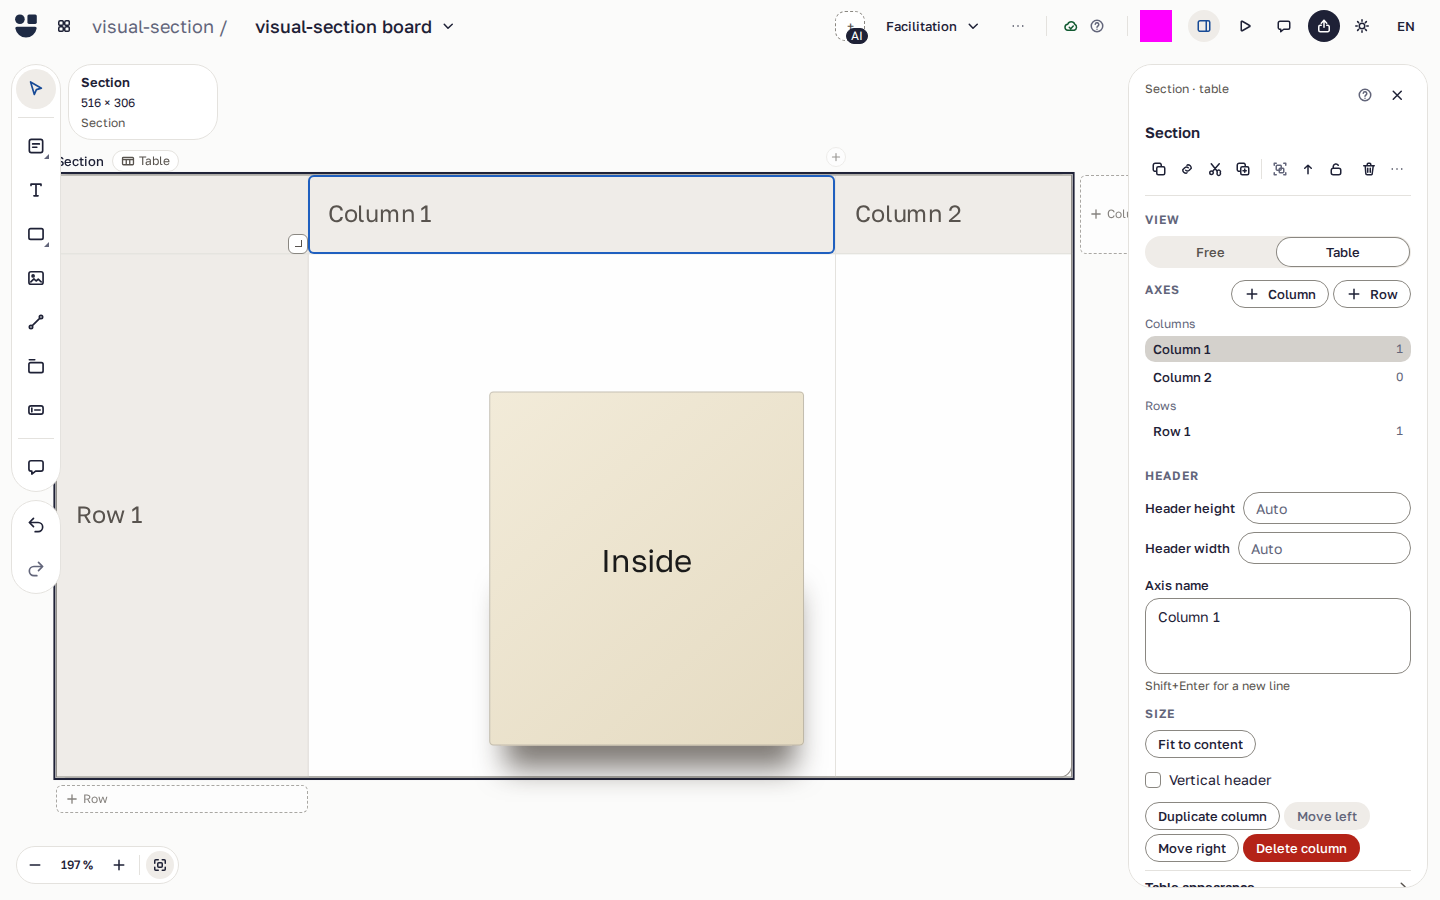 visual-section /
visual-section board
AI
Facilitation
EN
Section
516 × 306
Section
Section
Table
Column 1
Column 2
Row 1
Inside
Row
197 %
Section · table
Section
VIEW
Free
Table
AXES
Column
Row
Columns
Column 1
1
Column 2
0
Rows
Row 1
1
HEADER
Header height
Auto
Header width
Auto
Axis name
Column 1
Shift+Enter for a new line
SIZE
Fit to content
Vertical header
Duplicate column
Move left
Move right
Delete column
Table appearance